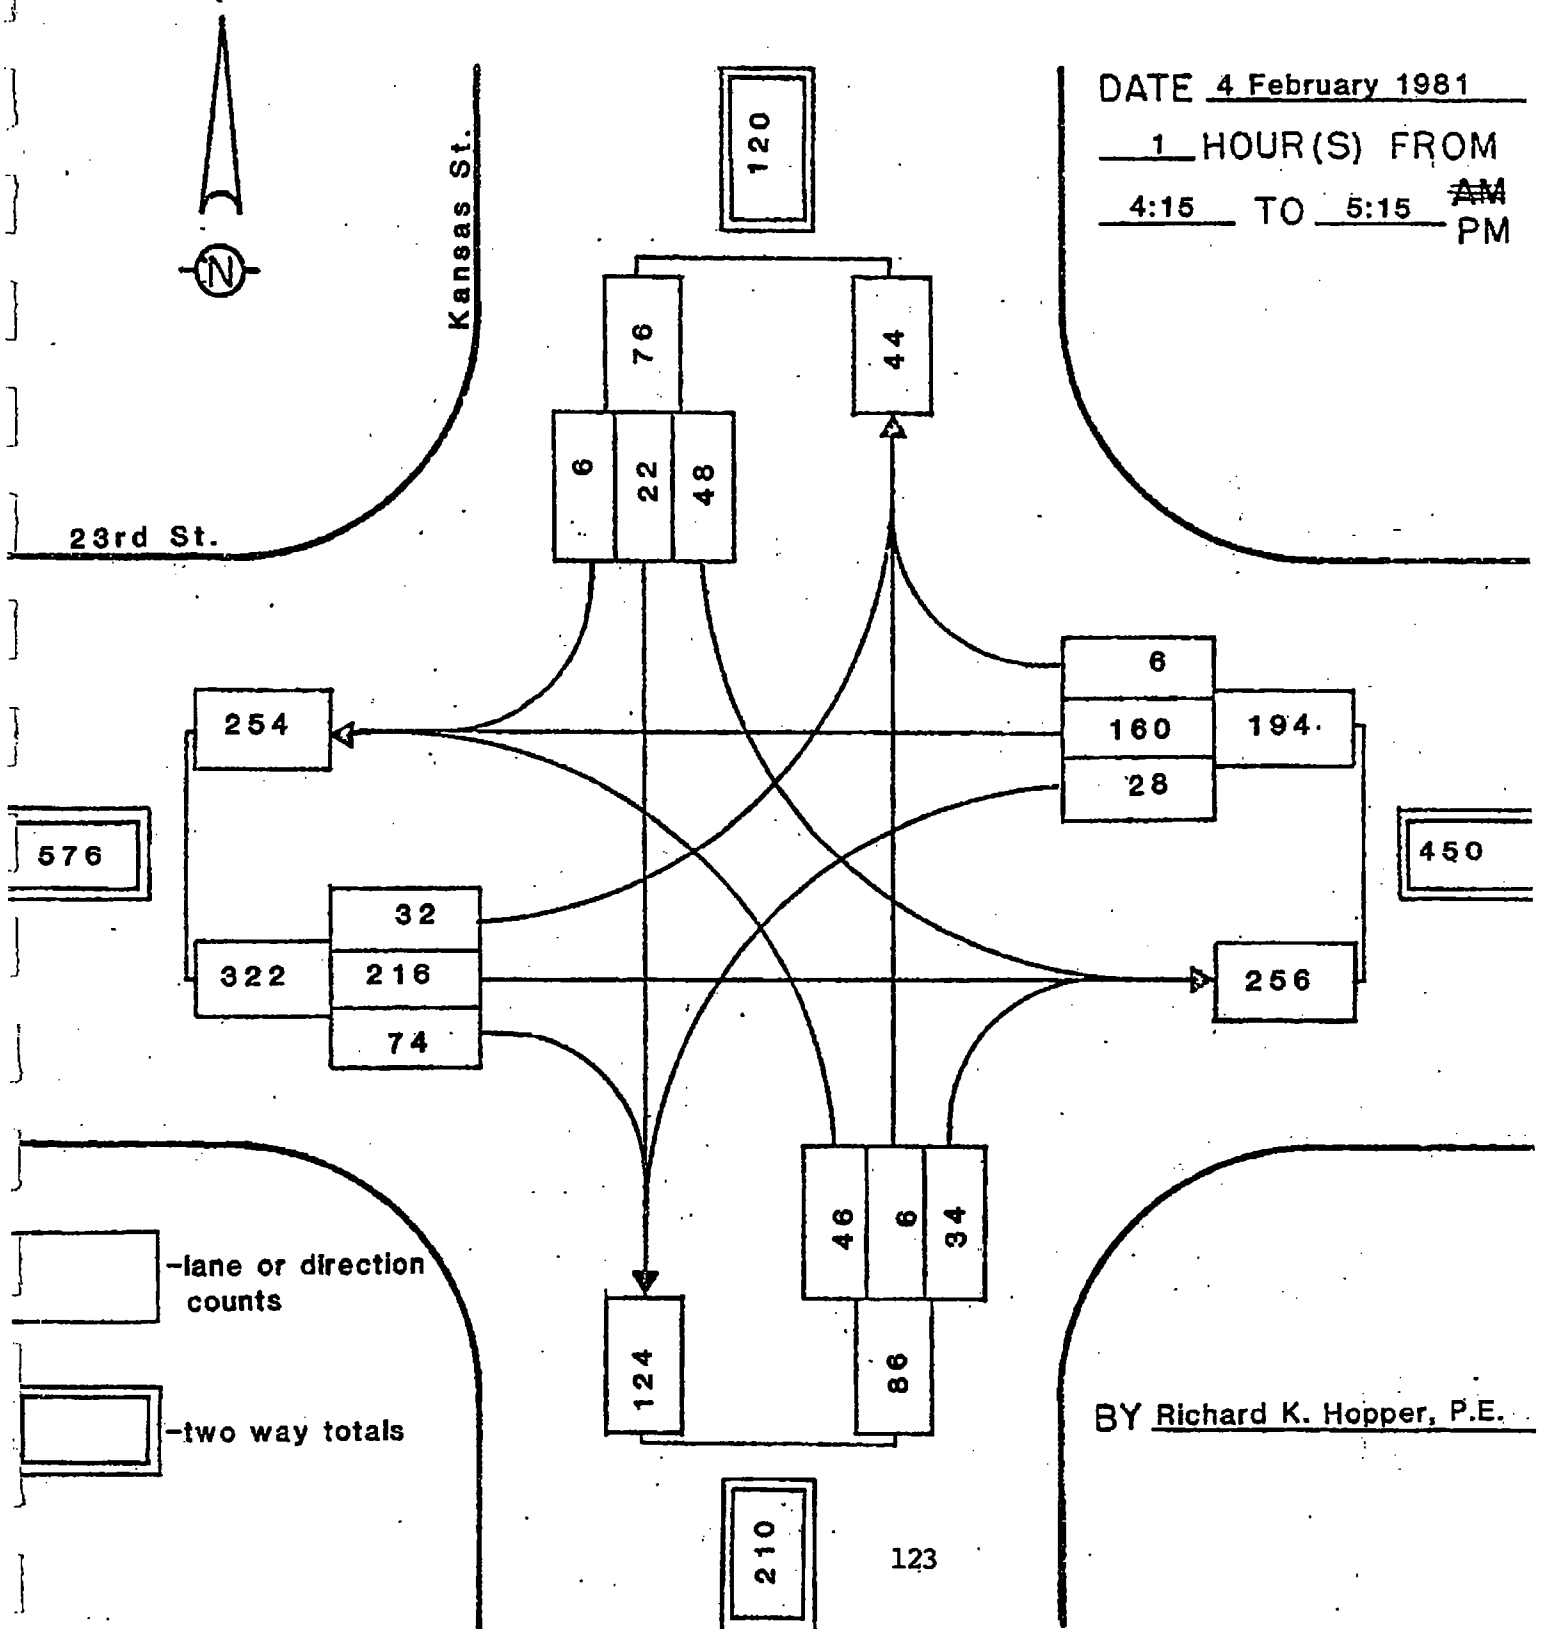 DATE 4 February 1981
1 HOUR(S) FROM
4:15 TO 5:15 AM
PM
Kansas St.
120
76
44
6 22 48
23rd St.
6
254
160 194
28
576
450
32
322 216
256
74
46 6 34
-lane or direction
counts
124
86
-two way totals
BY Richard K. Hopper, P.E.
210
123
N